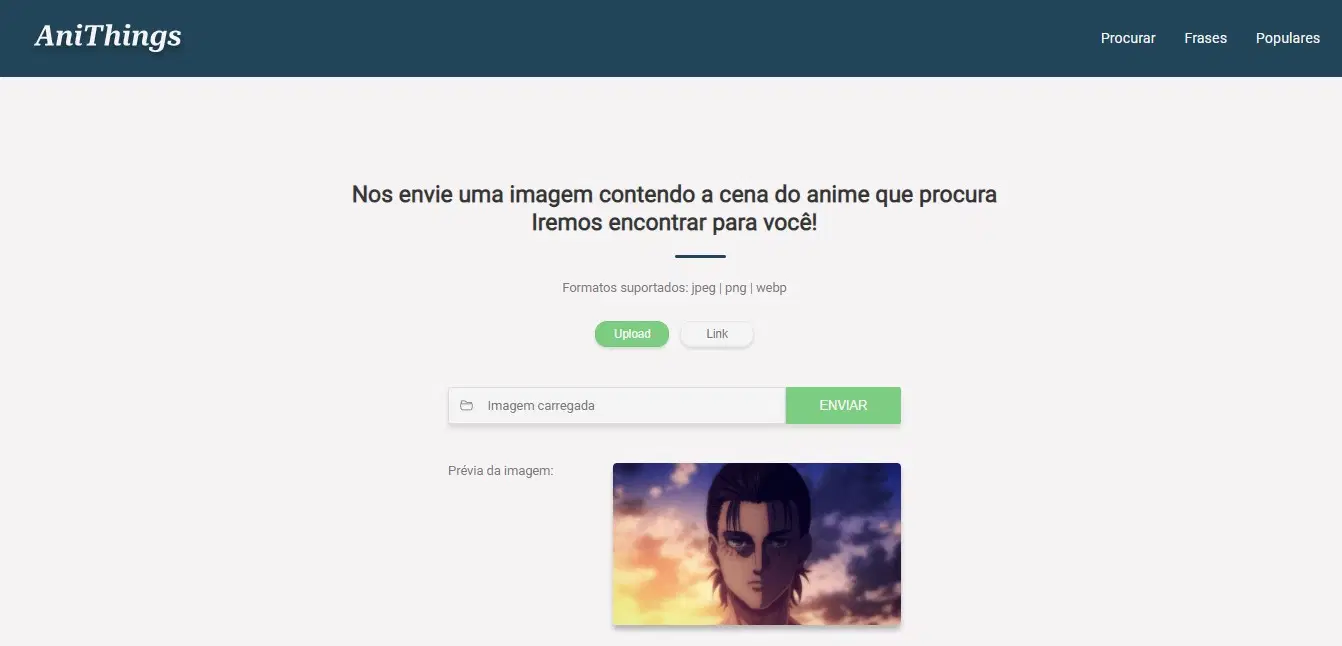 AniThings
Procurar Frases Populares
Nos envie uma imagem contendo a cena do anime que procura
Iremos encontrar para você!
Formatos suportados: jpeg | png | webp
Upload Link
Imagem carregada ENVIAR
Prévia da imagem: